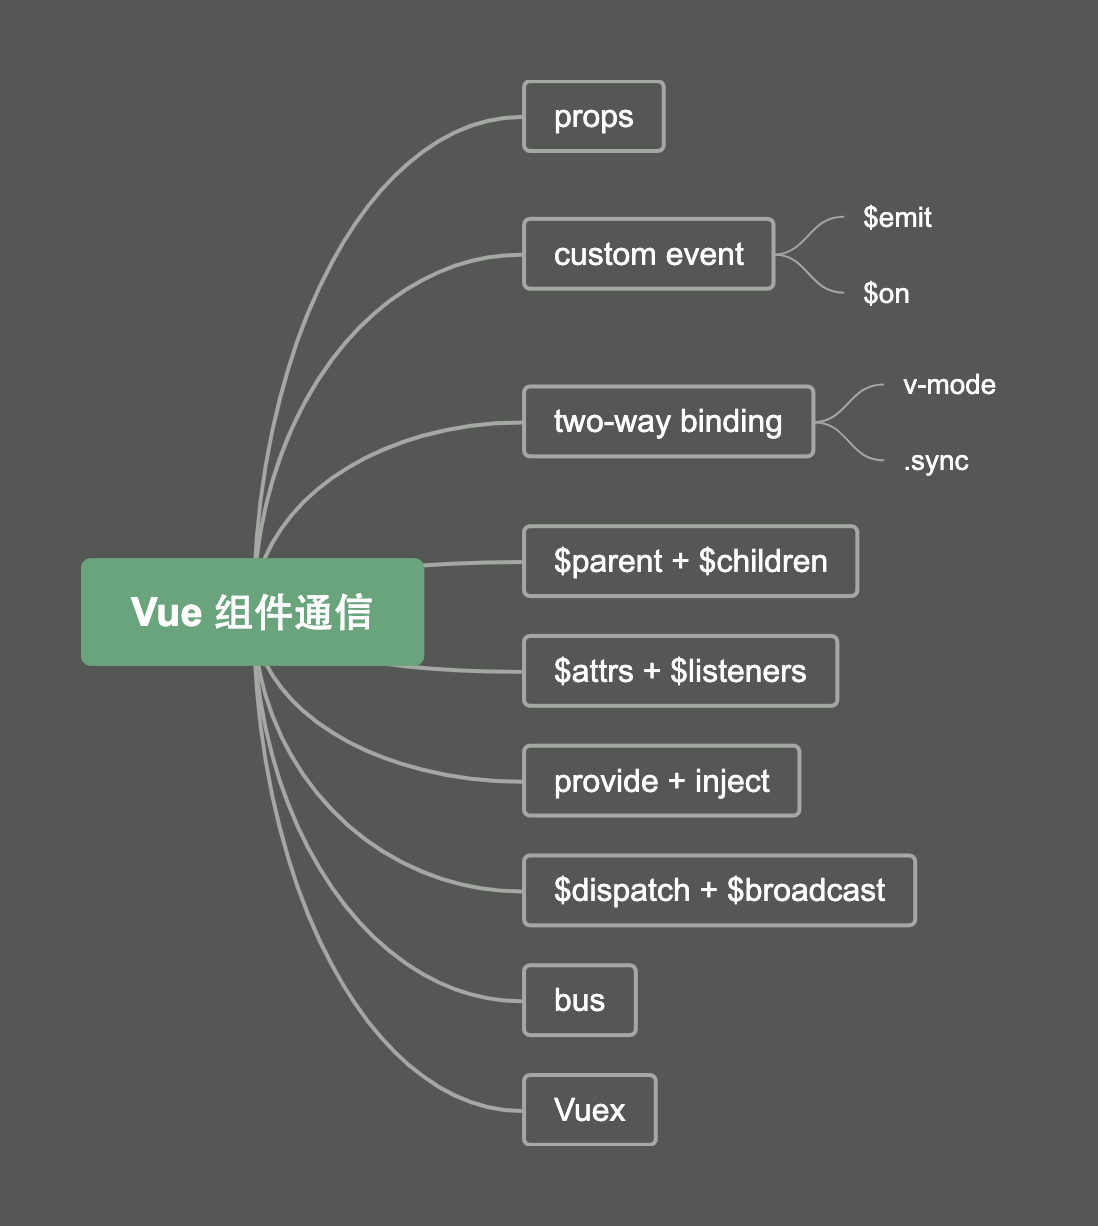 props
custom event
$emit
$on
two-way binding
v-mode
.sync
$parent + $children
Vue 组件通信
$attrs + $listeners
provide + inject
$dispatch + $broadcast
bus
Vuex